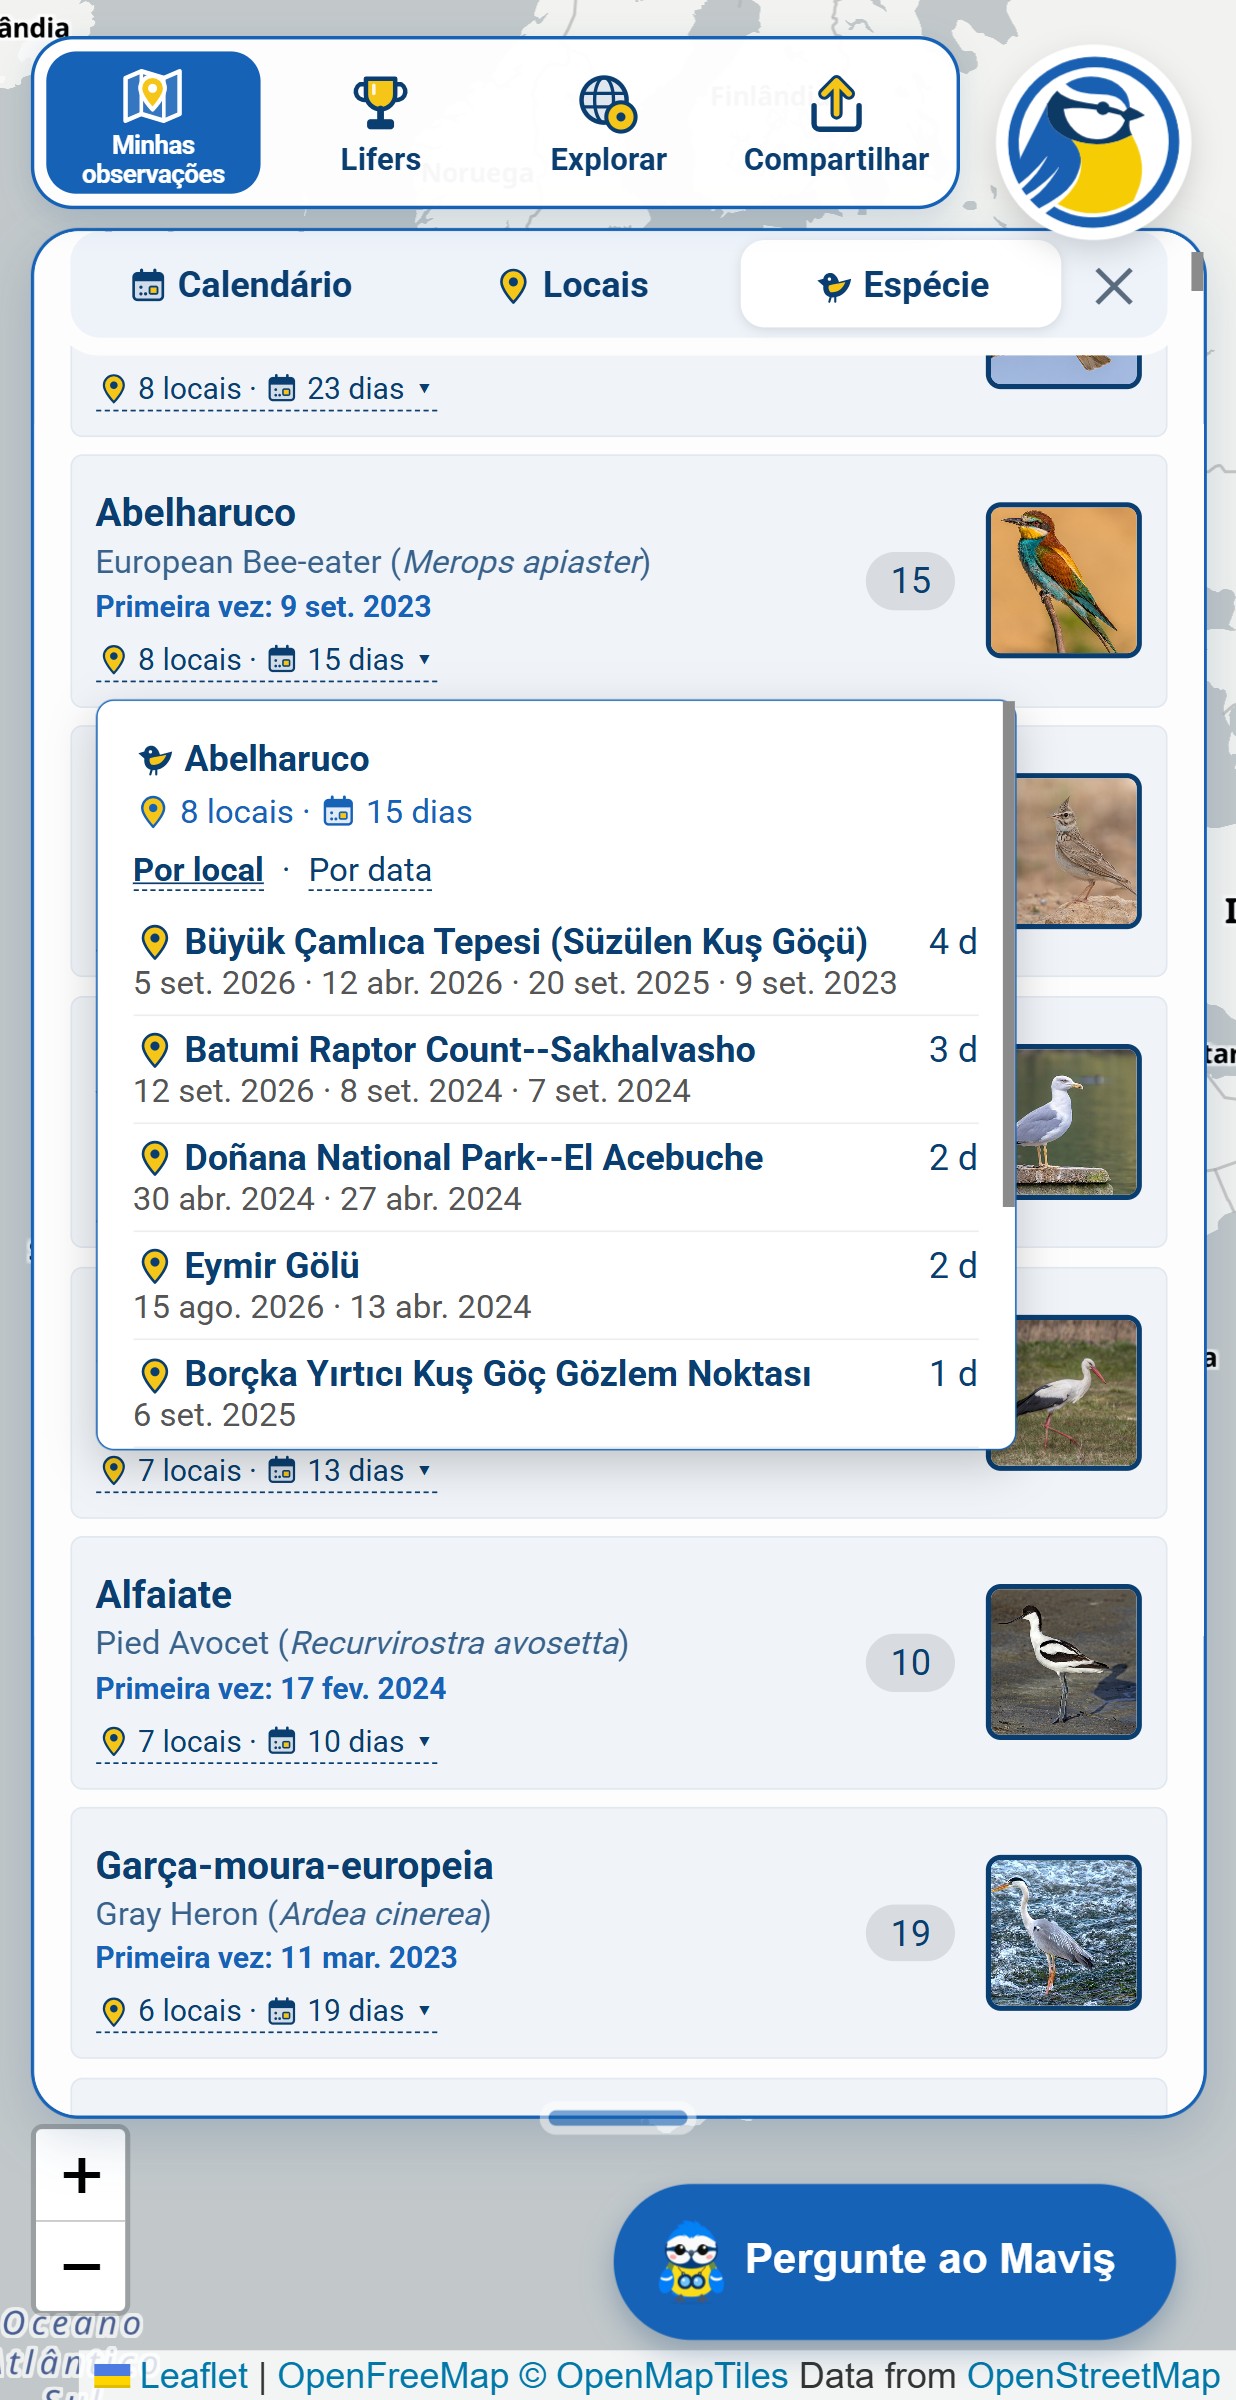 ândia
Minhas
observações
Lifers
Explorar
Compartilhar
Finlândi
Noruega
Calendário
Locais
Espécie
8 locais · 23 dias ▾
Abelharuco
European Bee-eater (Merops apiaster)
Primeira vez: 9 set. 2023
15
8 locais · 15 dias ▾
Abelharuco
8 locais · 15 dias
Por local · Por data
Büyük Çamlıca Tepesi (Süzülen Kuş Göçü) 4 d
5 set. 2026 · 12 abr. 2026 · 20 set. 2025 · 9 set. 2023
Batumi Raptor Count--Sakhalvasho 3 d
12 set. 2026 · 8 set. 2024 · 7 set. 2024
Doñana National Park--El Acebuche 2 d
30 abr. 2024 · 27 abr. 2024
Eymir Gölü 2 d
15 ago. 2026 · 13 abr. 2024
Borçka Yırtıcı Kuş Göç Gözlem Noktası 1 d
6 set. 2025
7 locais · 13 dias ▾
Alfaiate
Pied Avocet (Recurvirostra avosetta)
Primeira vez: 17 fev. 2024
10
7 locais · 10 dias ▾
Garça-moura-europeia
Gray Heron (Ardea cinerea)
Primeira vez: 11 mar. 2023
19
6 locais · 19 dias ▾
+
−
Pergunte ao Maviş
Oceano
Leaflet | OpenFreeMap © OpenMapTiles Data from OpenStreetMap